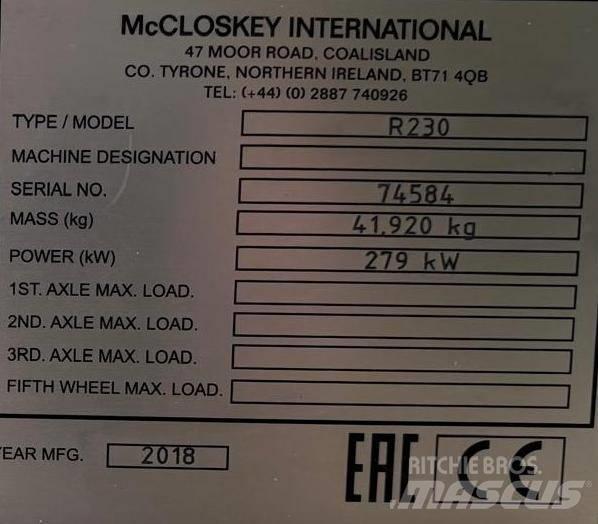 McCLOSKEY INTERNATIONAL
47 MOOR ROAD, COALISLAND
CO. TYRONE, NORTHERN IRELAND, BT71 4QB
TEL: (+44) (0) 2887 740926
TYPE / MODEL R230
MACHINE DESIGNATION
SERIAL NO. 74584
MASS (kg) 41,920 kg
POWER (kW) 279 kW
1ST. AXLE MAX. LOAD.
2ND. AXLE MAX. LOAD.
3RD. AXLE MAX. LOAD.
FIFTH WHEEL MAX. LOAD.
YEAR MFG. 2018 EAC CE
RITCHIE BROS.
MASCUS